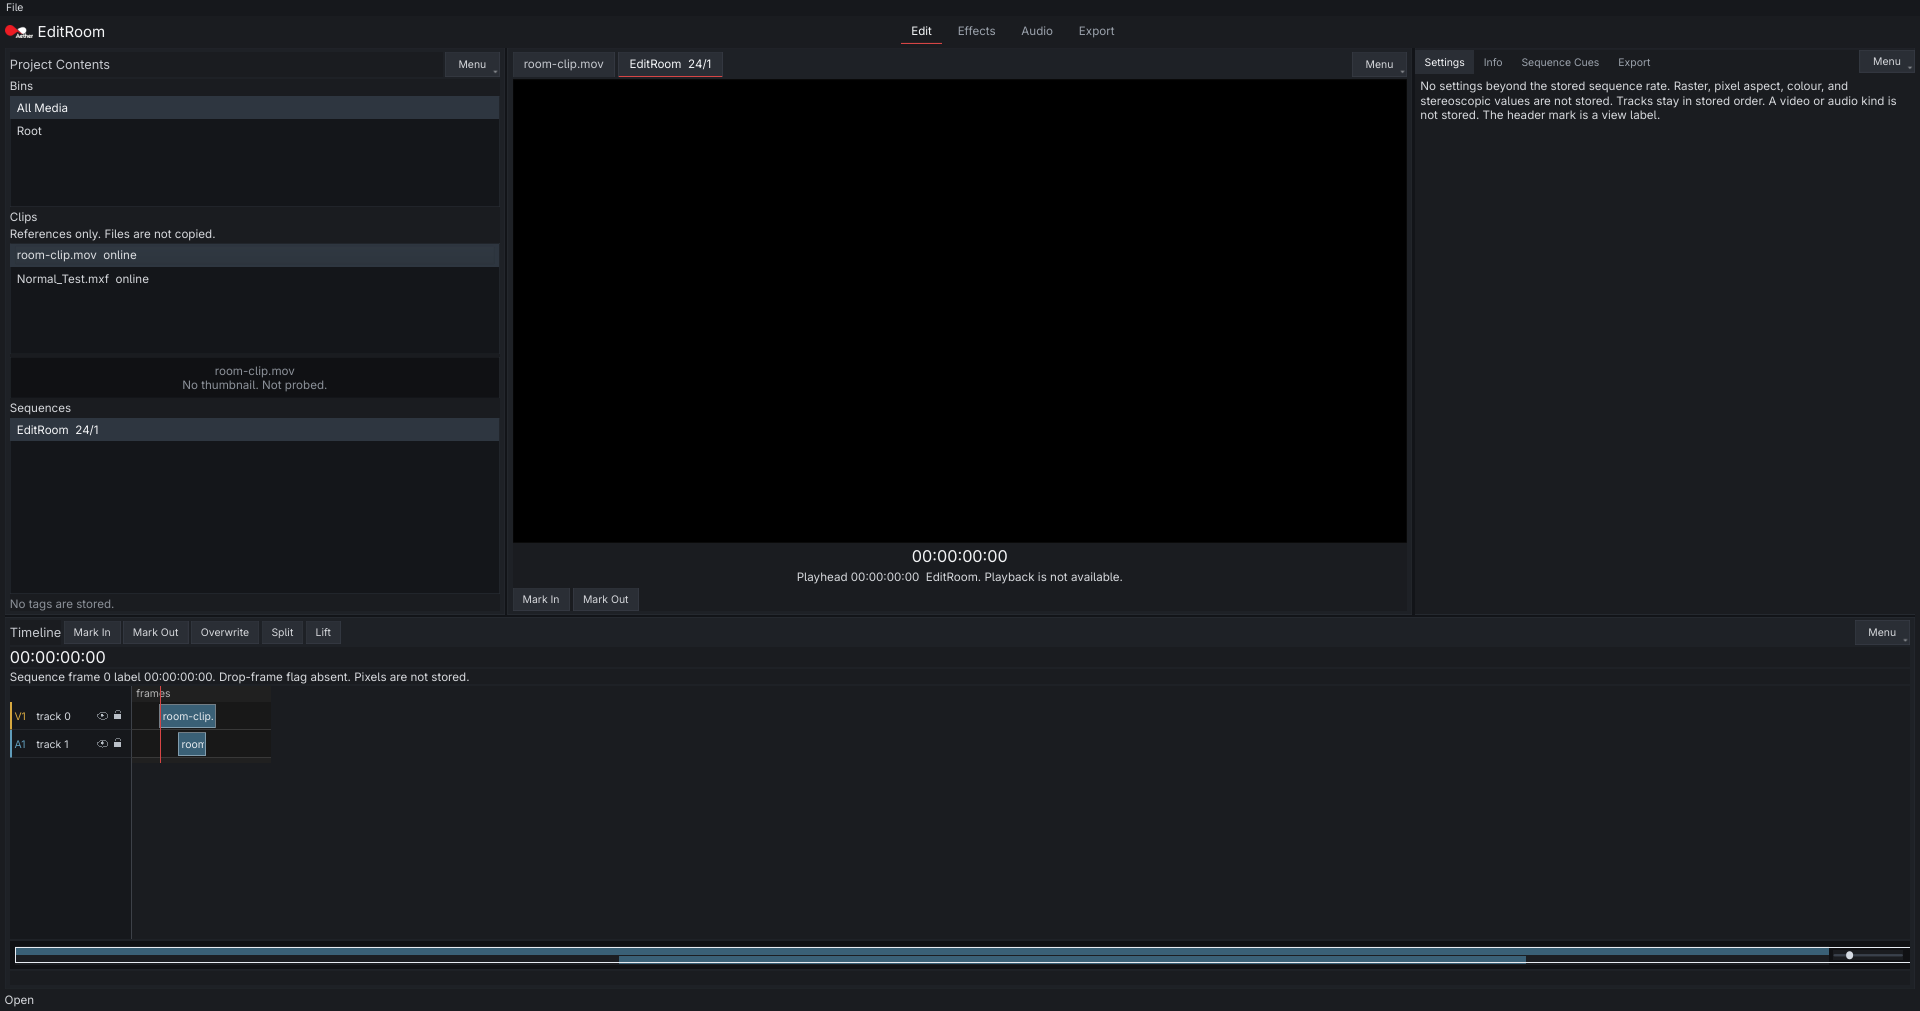 File
Aether EditRoom
Edit Effects Audio Export
Project Contents Menu
Bins
All Media
Root
Clips
References only. Files are not copied.
room-clip.mov online
Normal_Test.mxf online
room-clip.mov
No thumbnail. Not probed.
Sequences
EditRoom 24/1
No tags are stored.
room-clip.mov EditRoom 24/1 Menu
00:00:00:00
Playhead 00:00:00:00 EditRoom. Playback is not available.
Mark In Mark Out
Settings Info Sequence Cues Export Menu
No settings beyond the stored sequence rate. Raster, pixel aspect, colour, and
stereoscopic values are not stored. Tracks stay in stored order. A video or audio kind is
not stored. The header mark is a view label.
Timeline Mark In Mark Out Overwrite Split Lift Menu
00:00:00:00
Sequence frame 0 label 00:00:00:00. Drop-frame flag absent. Pixels are not stored.
frames
V1 track 0 room-clip.
A1 track 1 room
Open